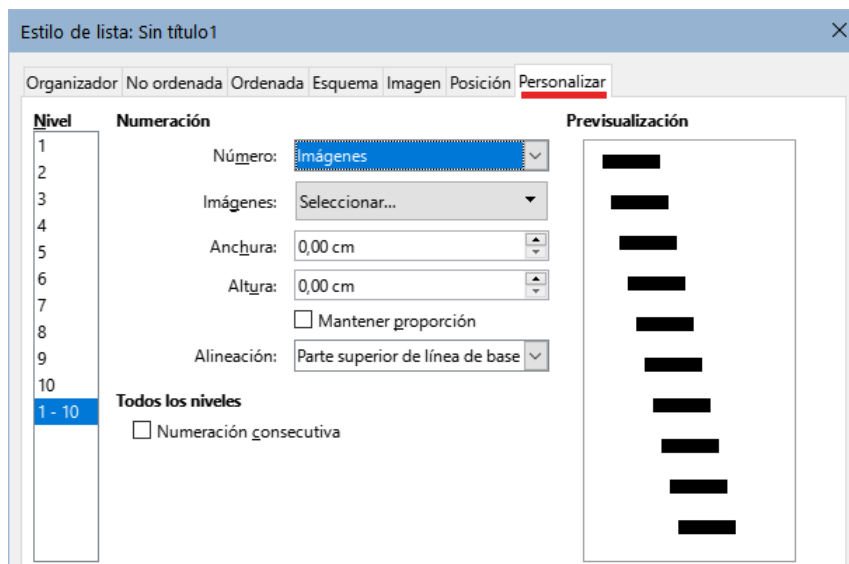 Estilo de lista: Sin título1
Organizador No ordenada Ordenada Esquema Imagen Posición Personalizar
Nivel
1
2
3
4
5
6
7
8
9
10
1 - 10
Numeración
Número: Imágenes
Imágenes: Seleccionar...
Anchura: 0,00 cm
Altura: 0,00 cm
Mantener proporción
Alineación: Parte superior de línea de base
Todos los niveles
Numeración consecutiva
Previsualización